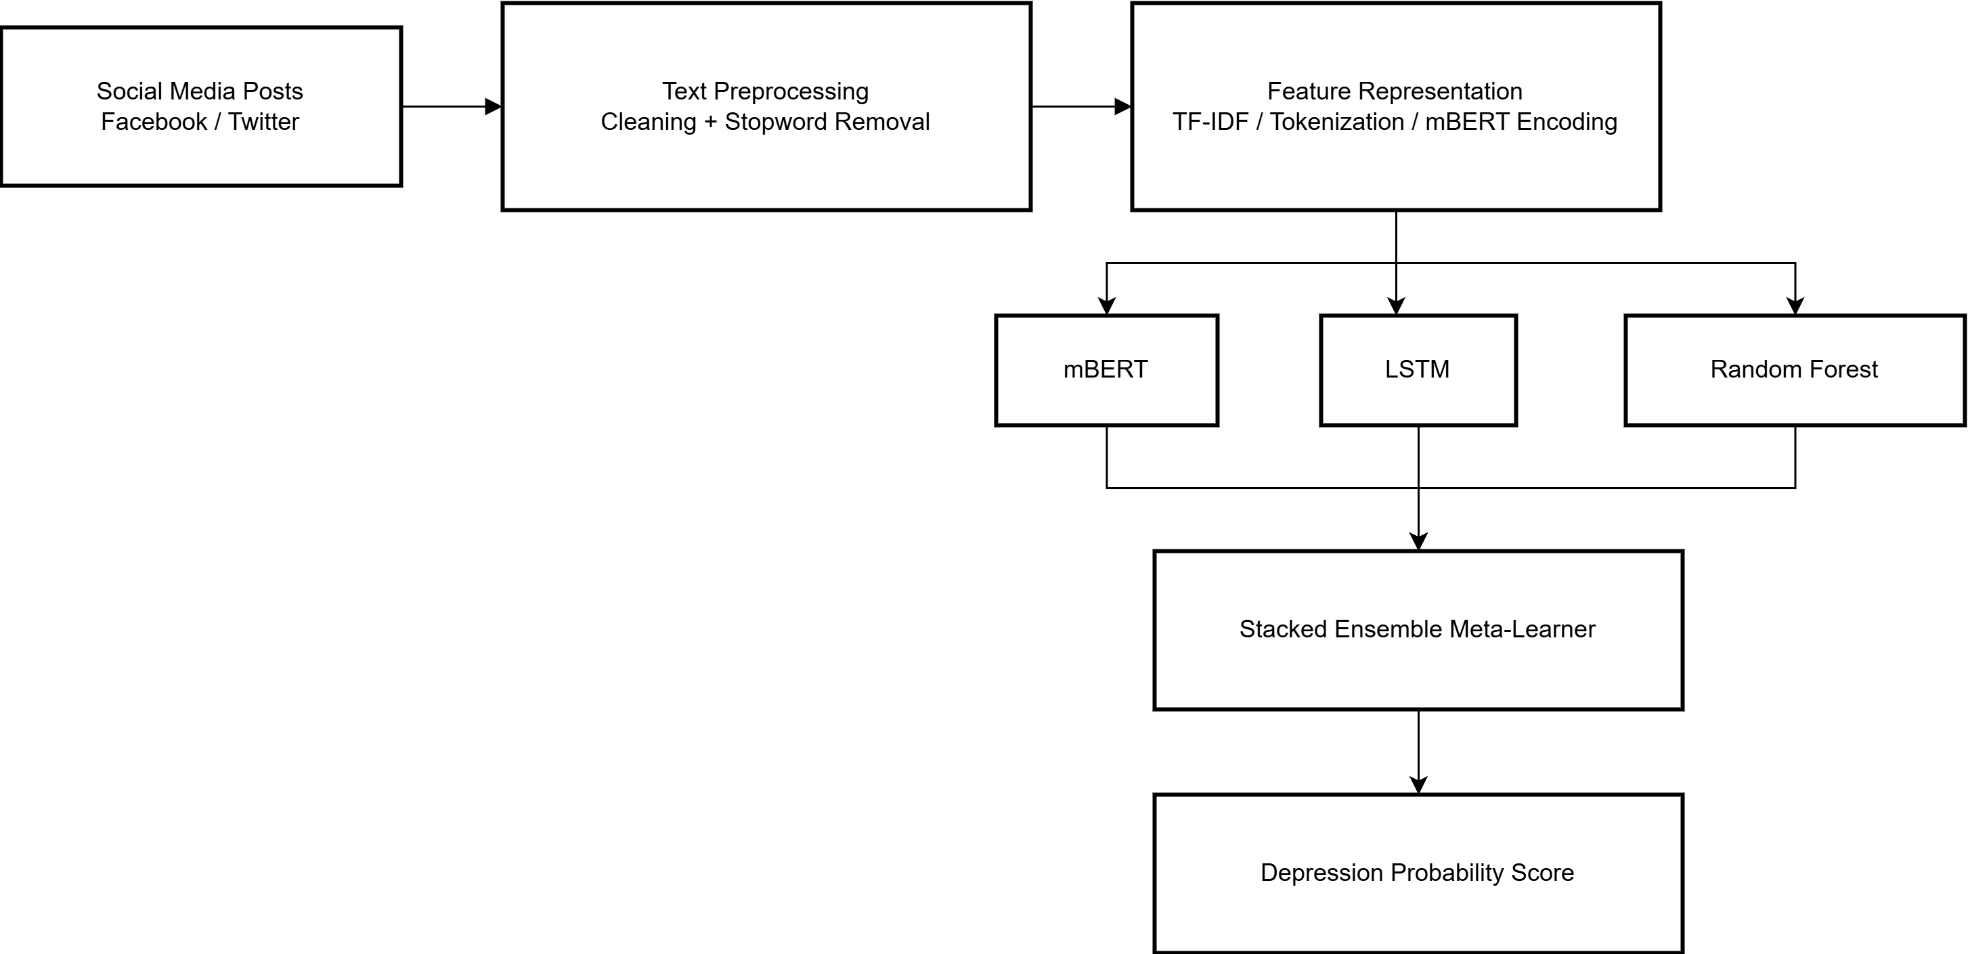 Social Media Posts
Facebook / Twitter
Text Preprocessing
Cleaning + Stopword Removal
Feature Representation
TF-IDF / Tokenization / mBERT Encoding
mBERT
LSTM
Random Forest
Stacked Ensemble Meta-Learner
Depression Probability Score